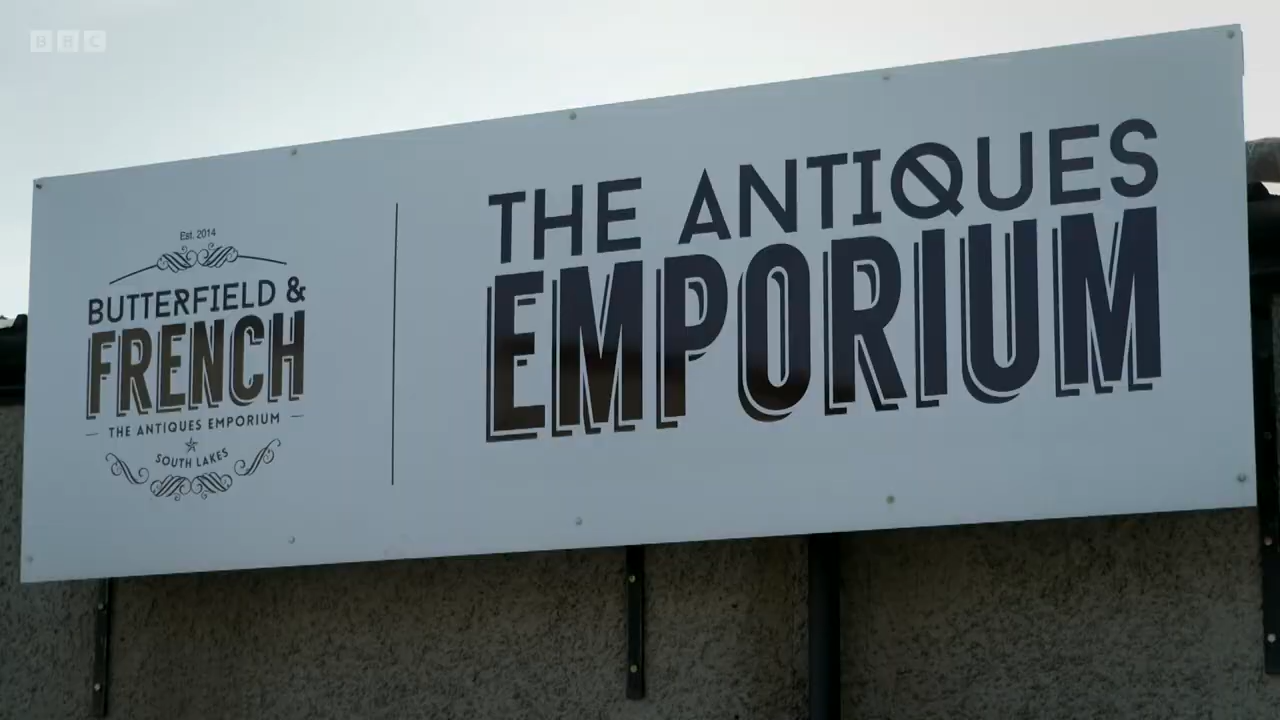 BBC
Est. 2014
BUTTERFIELD &
FRENCH
THE ANTIQUES EMPORIUM
SOUTH LAKES
THE ANTIQUES
EMPORIUM